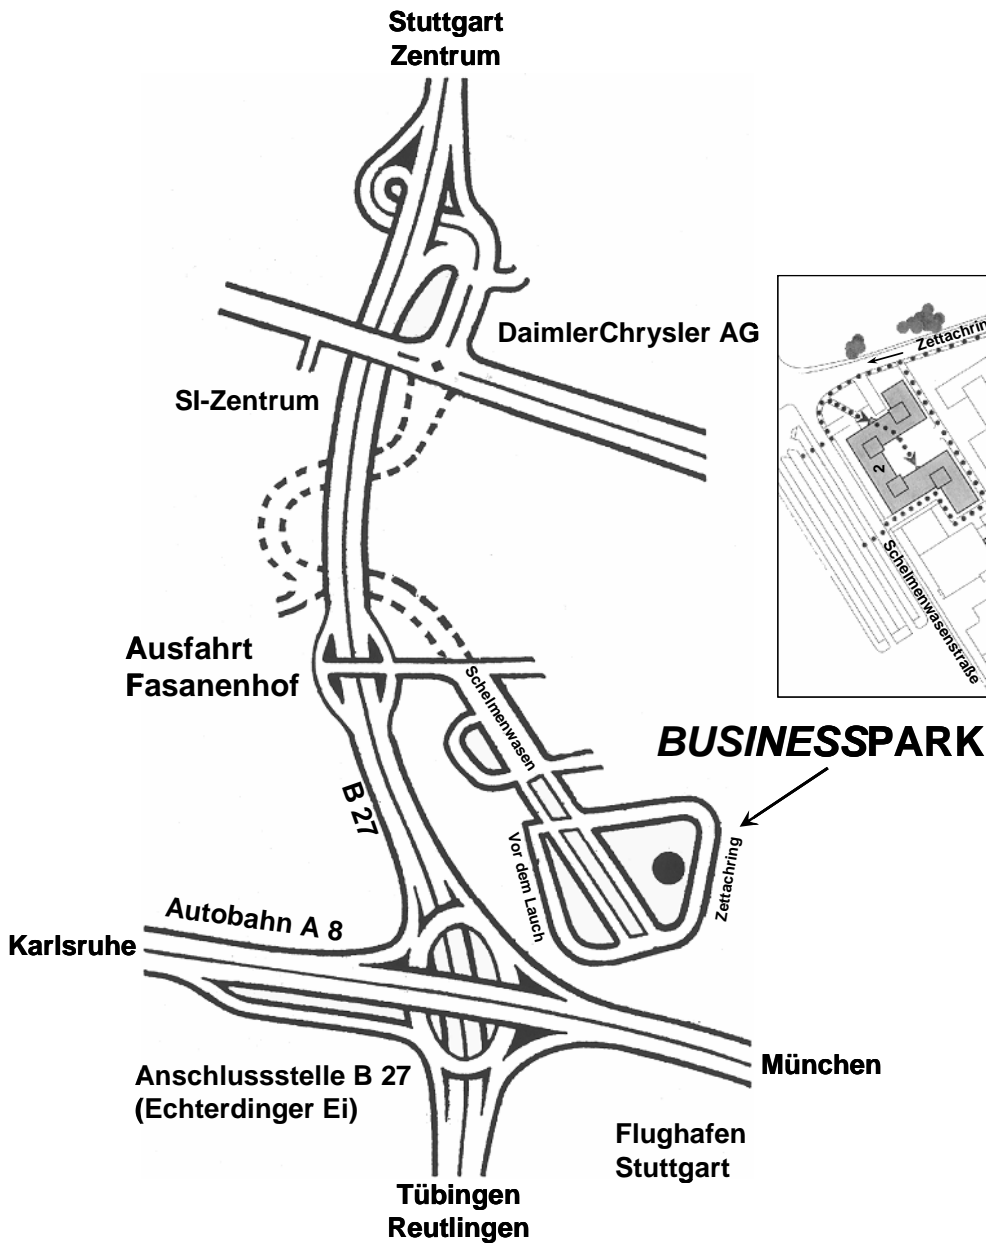 Stuttgart
Zentrum
DaimlerChrysler AG
SI-Zentrum
Zettachrin
2
Schelmenwasenstraße
Ausfahrt
Fasanenhof
Schelmenwasen
BUSINESSPARK
B 27
Vor dem Lauch
Zettachring
Autobahn A 8
Karlsruhe
München
Anschlussstelle B 27
(Echterdinger Ei)
Flughafen
Stuttgart
Tübingen
Reutlingen